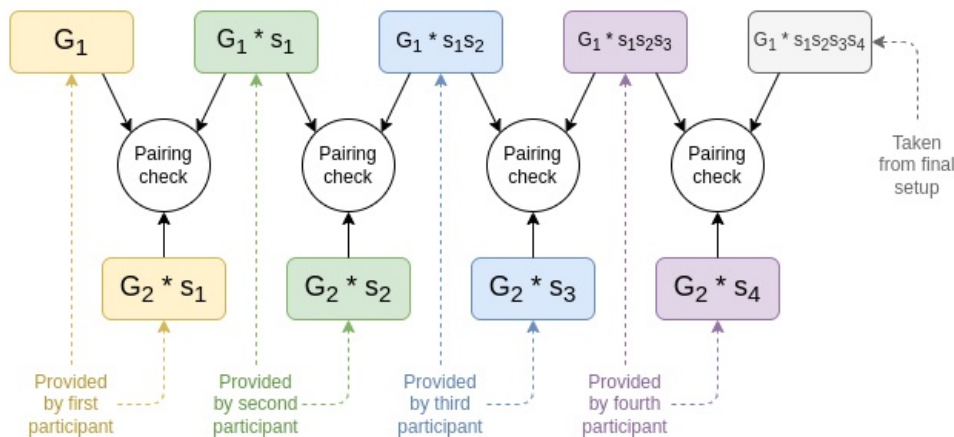 G₁
G₁ * s₁
G₁ * s₁s₂
G₁ * s₁s₂s₃
G₁ * s₁s₂s₃s₄
Pairing
check
Pairing
check
Pairing
check
Pairing
check
Taken
from final
setup
G₂ * s₁
G₂ * s₂
G₂ * s₃
G₂ * s₄
Provided
by first
participant
Provided
by second
participant
Provided
by third
participant
Provided
by fourth
participant